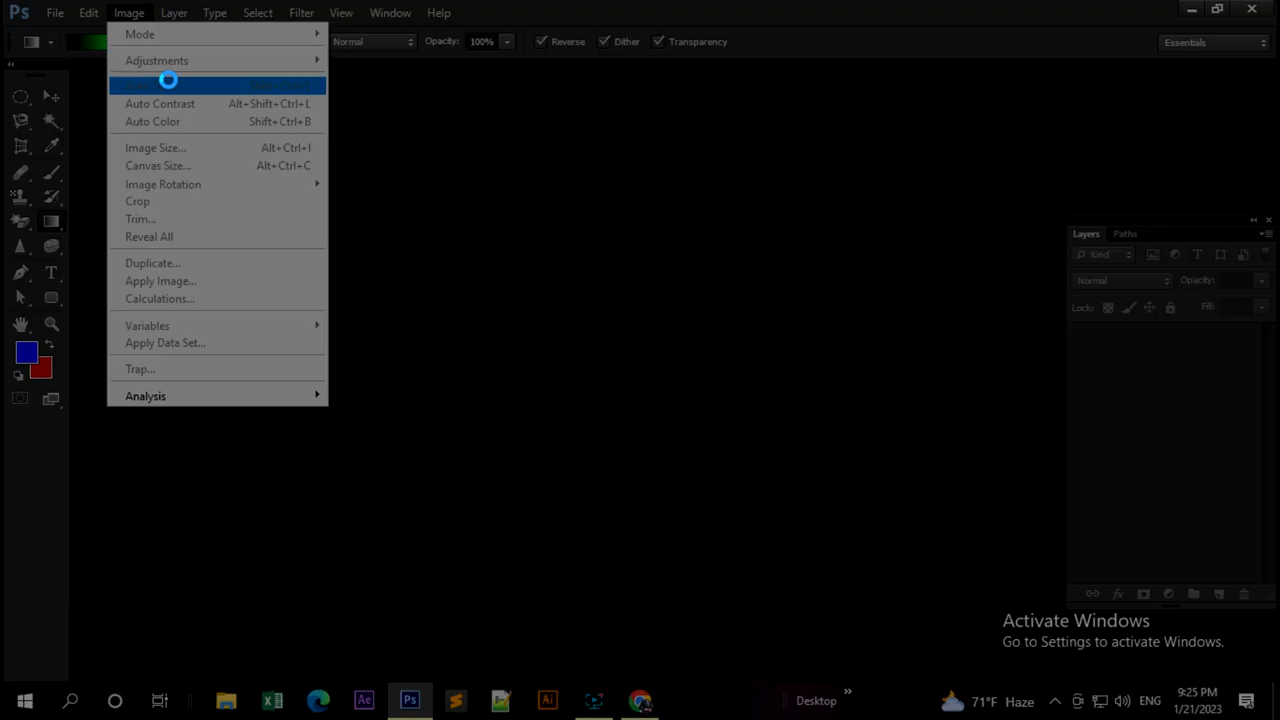 Ps File Edit Image Layer Type Select Filter View Window Help
Normal Opacity: 100% Reverse Dither Transparency Essentials
Mode
Adjustments
Auto Contrast Alt+Shift+Ctrl+L
Auto Color Shift+Ctrl+B
Image Size... Alt+Ctrl+I
Canvas Size... Alt+Ctrl+C
Image Rotation
Crop
Trim...
Reveal All
Duplicate...
Apply Image...
Calculations...
Variables
Apply Data Set...
Trap...
Analysis
Layers Paths
Kind
Normal Opacity:
Lock: Fill:
Activate Windows
Go to Settings to activate Windows.
Ae Ps Ai Desktop 71°F Haze ENG 9:25 PM
1/21/2023